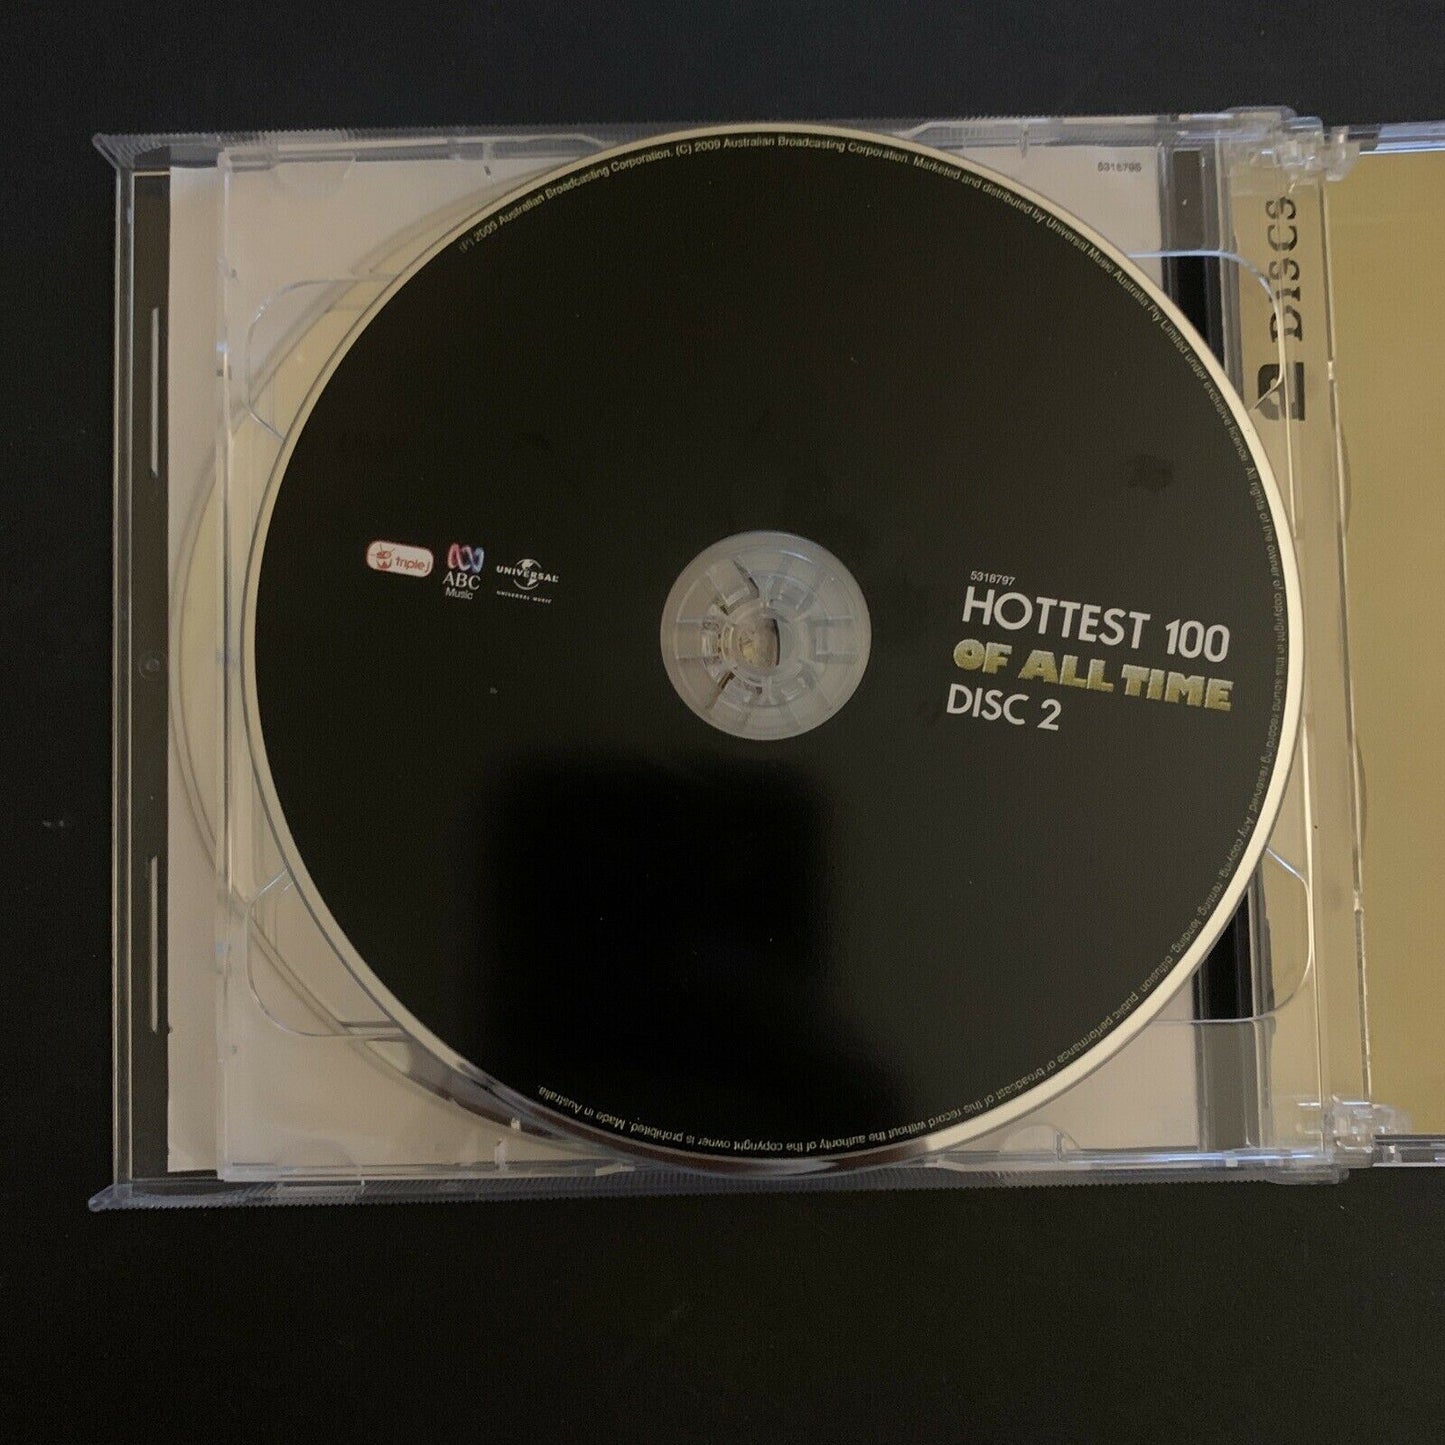 (P) 2009 Australian Broadcasting Corporation. (C) 2009 Australian Broadcasting Corporation. Marketed and distributed by Universal Music Australia Pty Limited under exclusive licence. All rights of the owner of copyright in this sound recording reserved. Any copying, renting, lending, diffusion, public performance or broadcast of this record without the authority of the copyright owner is prohibited. Made in Australia.
triple j
ABC
Music
UNIVERSAL
UNIVERSAL MUSIC
5318797
HOTTEST 100
OF ALL TIME
DISC 2
DISCS